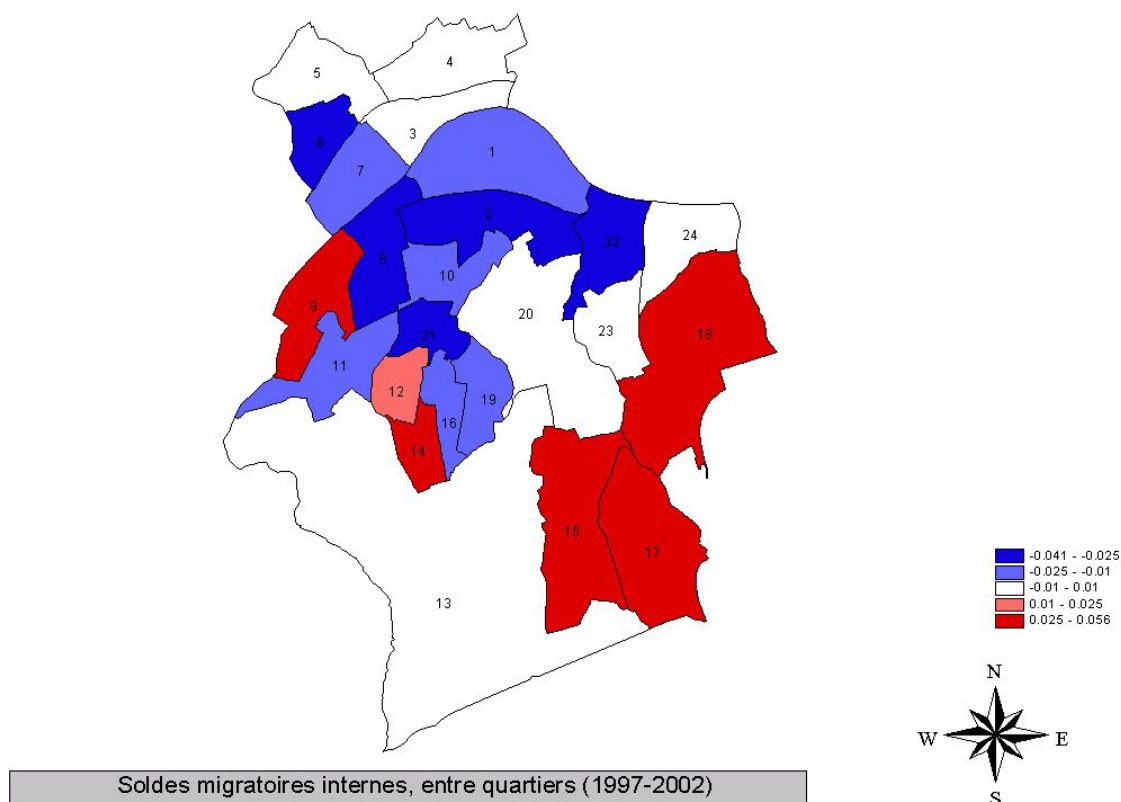 4
5
3
6
1
7
2
24
22
8
10
9
20
23
18
21
11
12
19
16
14
15
17
13
-0.041 - -0.025
-0.025 - -0.01
-0.01 - 0.01
0.01 - 0.025
0.025 - 0.056
N
W E
S
Soldes migratoires internes, entre quartiers (1997-2002)